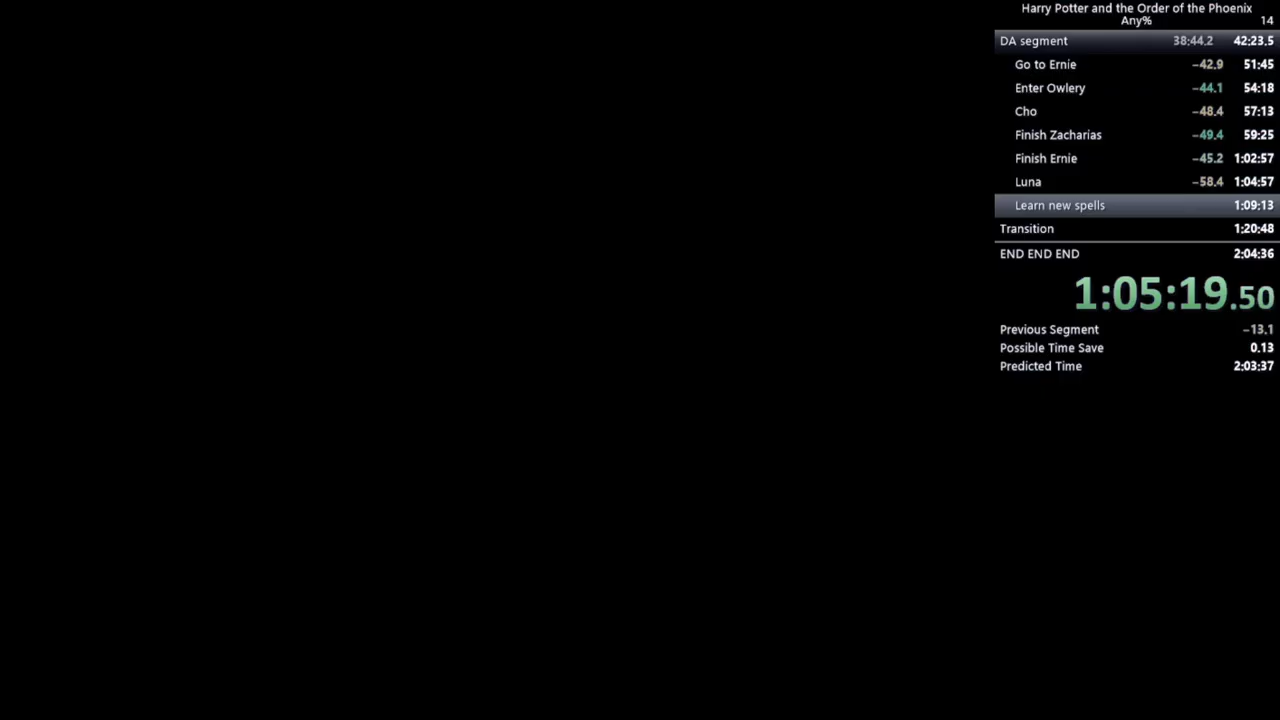 Harry Potter and the Order of the Phoenix
Any% 14
DA segment 38:44.2 42:23.5
Go to Ernie −42.9 51:45
Enter Owlery −44.1 54:18
Cho −48.4 57:13
Finish Zacharias −49.4 59:25
Finish Ernie −45.2 1:02:57
Luna −58.4 1:04:57
Learn new spells 1:09:13
Transition 1:20:48
END END END 2:04:36
1:05:19.50
Previous Segment −13.1
Possible Time Save 0.13
Predicted Time 2:03:37